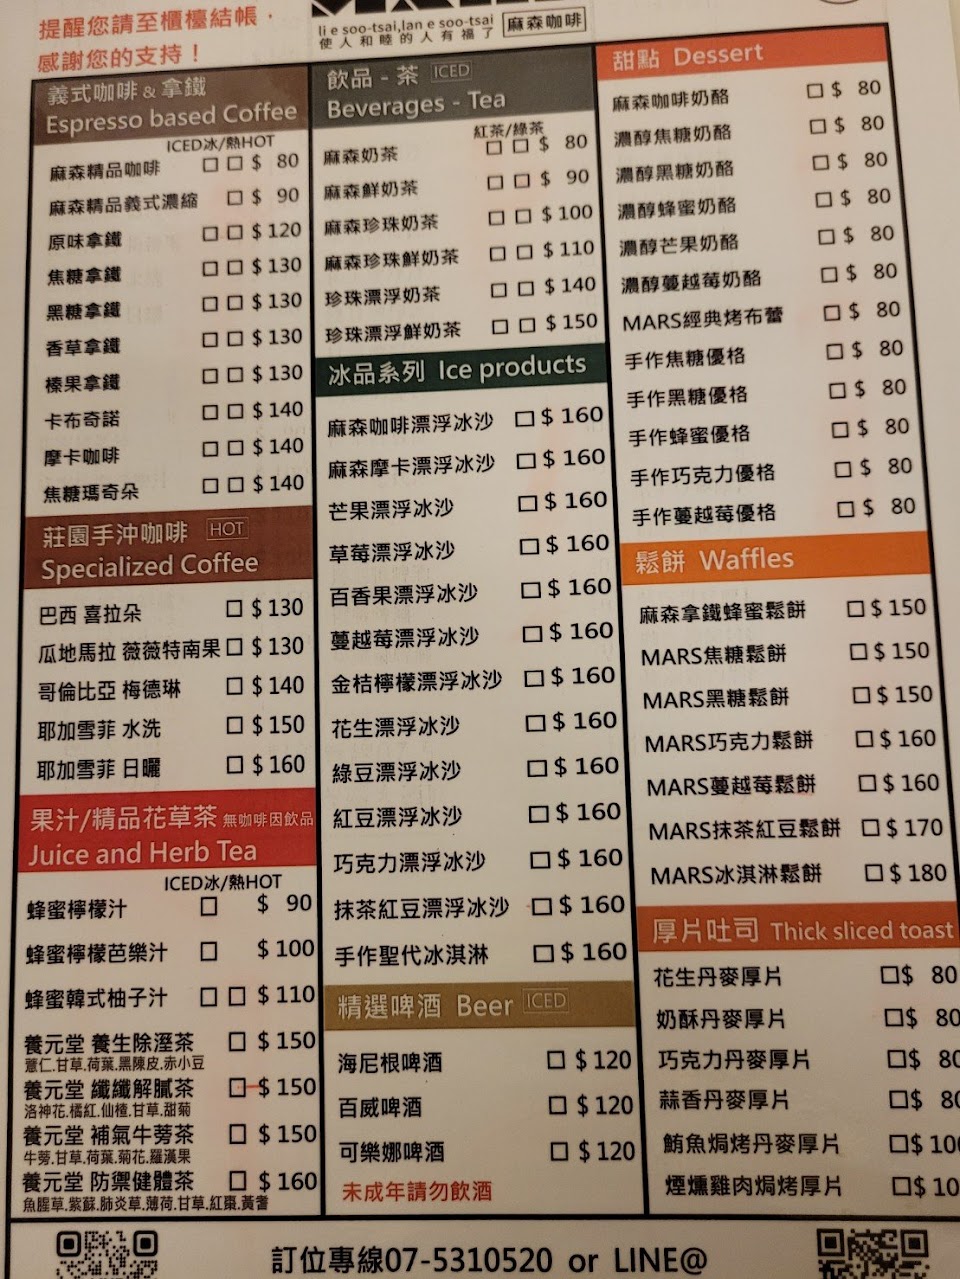 提醒您請至櫃檯結帳，
感謝您的支持！
li e soo-tsai,lan e soo-tsai
使人和睦的人有福了
麻森咖啡
義式咖啡 & 拿鐵
Espresso based Coffee
ICED冰/熱HOT
麻森精品咖啡 □ □ $ 80
麻森精品義式濃縮 □ $ 90
原味拿鐵 □ □ $ 120
焦糖拿鐵 □ □ $ 130
黑糖拿鐵 □ □ $ 130
香草拿鐵 □ □ $ 130
榛果拿鐵 □ □ $ 130
卡布奇諾 □ □ $ 140
摩卡咖啡 □ □ $ 140
焦糖瑪奇朵 □ □ $ 140
莊園手沖咖啡 HOT
Specialized Coffee
巴西 喜拉朵 □ $ 130
瓜地馬拉 薇薇特南果 □ $ 130
哥倫比亞 梅德琳 □ $ 140
耶加雪菲 水洗 □ $ 150
耶加雪菲 日曬 □ $ 160
果汁/精品花草茶 無咖啡因飲品
Juice and Herb Tea
ICED冰/熱HOT
蜂蜜檸檬汁 □ $ 90
蜂蜜檸檬芭樂汁 □ $ 100
蜂蜜韓式柚子汁 □ □ $ 110
養元堂 養生除溼茶 □ $ 150
薏仁.甘草.荷葉.黑陳皮.赤小豆
養元堂 纖纖解膩茶 □ $ 150
洛神花.橘紅.仙楂.甘草.甜菊
養元堂 補氣牛蒡茶 □ $ 150
牛蒡.甘草.荷葉.菊花.羅漢果
養元堂 防禦健體茶 □ $ 160
魚腥草.紫蘇.肺炎草.薄荷.甘草.紅棗.黃耆
飲品 - 茶 ICED
Beverages - Tea
紅茶/綠茶
麻森奶茶 □ □ $ 80
麻森鮮奶茶 □ □ $ 90
麻森珍珠奶茶 □ □ $ 100
麻森珍珠鮮奶茶 □ □ $ 110
珍珠漂浮奶茶 □ □ $ 140
珍珠漂浮鮮奶茶 □ □ $ 150
冰品系列 Ice products
麻森咖啡漂浮冰沙 □ $ 160
麻森摩卡漂浮冰沙 □ $ 160
芒果漂浮冰沙 □ $ 160
草莓漂浮冰沙 □ $ 160
百香果漂浮冰沙 □ $ 160
蔓越莓漂浮冰沙 □ $ 160
金桔檸檬漂浮冰沙 □ $ 160
花生漂浮冰沙 □ $ 160
綠豆漂浮冰沙 □ $ 160
紅豆漂浮冰沙 □ $ 160
巧克力漂浮冰沙 □ $ 160
抹茶紅豆漂浮冰沙 □ $ 160
手作聖代冰淇淋 □ $ 160
精選啤酒 Beer ICED
海尼根啤酒 □ $ 120
百威啤酒 □ $ 120
可樂娜啤酒 □ $ 120
未成年請勿飲酒
甜點 Dessert
麻森咖啡奶酪 □ $ 80
濃醇焦糖奶酪 □ $ 80
濃醇黑糖奶酪 □ $ 80
濃醇蜂蜜奶酪 □ $ 80
濃醇芒果奶酪 □ $ 80
濃醇蔓越莓奶酪 □ $ 80
MARS經典烤布蕾 □ $ 80
手作焦糖優格 □ $ 80
手作黑糖優格 □ $ 80
手作蜂蜜優格 □ $ 80
手作巧克力優格 □ $ 80
手作蔓越莓優格 □ $ 80
鬆餅 Waffles
麻森拿鐵蜂蜜鬆餅 □ $ 150
MARS焦糖鬆餅 □ $ 150
MARS黑糖鬆餅 □ $ 150
MARS巧克力鬆餅 □ $ 160
MARS蔓越莓鬆餅 □ $ 160
MARS抹茶紅豆鬆餅 □ $ 170
MARS冰淇淋鬆餅 □ $ 180
厚片吐司 Thick sliced toast
花生丹麥厚片 □$ 80
奶酥丹麥厚片 □$ 80
巧克力丹麥厚片 □$ 80
蒜香丹麥厚片 □$ 80
鮪魚焗烤丹麥厚片 □$ 100
煙燻雞肉焗烤厚片 □$ 10
訂位專線07-5310520 or LINE@